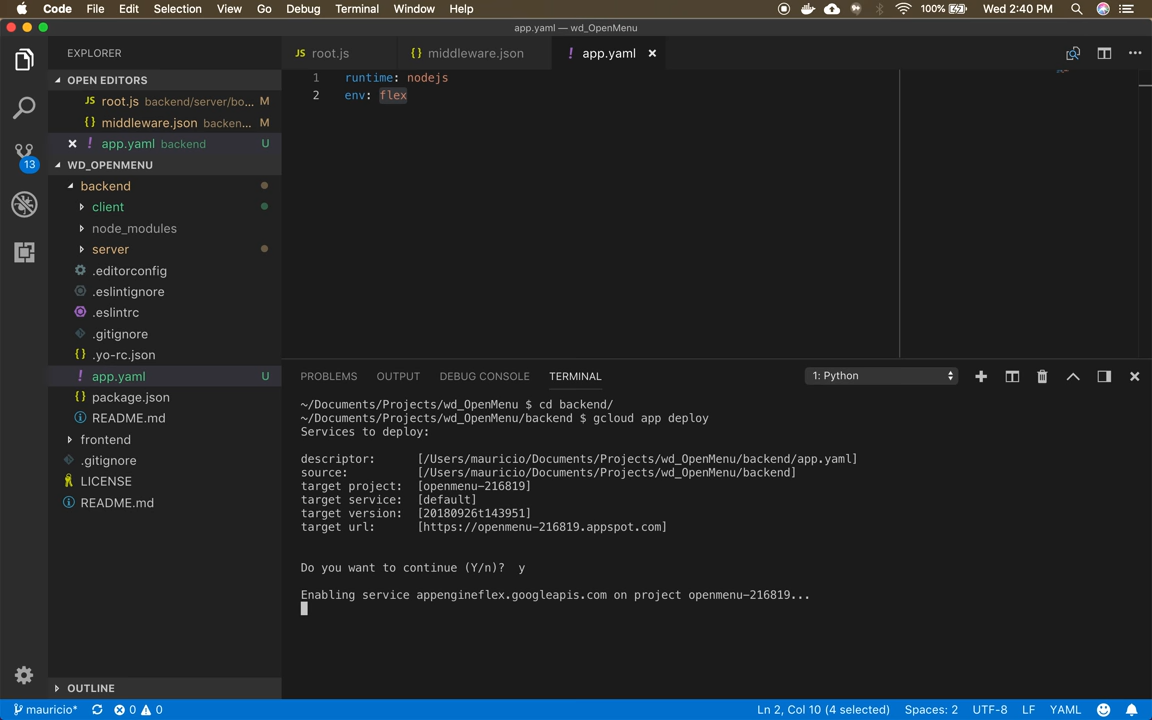 Code File Edit Selection View Go Debug Terminal Window Help 100% Wed 2:40 PM
app.yaml — wd_OpenMenu
EXPLORER
OPEN EDITORS
JS root.js backend/server/bo... M
{} middleware.json backen... M
! app.yaml backend U
WD_OPENMENU
backend
client
node_modules
server
.editorconfig
.eslintignore
.eslintrc
.gitignore
{} .yo-rc.json
! app.yaml U
{} package.json
README.md
frontend
.gitignore
LICENSE
README.md
OUTLINE
13
JS root.js {} middleware.json ! app.yaml
1 runtime: nodejs
2 env: flex
PROBLEMS OUTPUT DEBUG CONSOLE TERMINAL 1: Python
~/Documents/Projects/wd_OpenMenu $ cd backend/
~/Documents/Projects/wd_OpenMenu/backend $ gcloud app deploy
Services to deploy:
descriptor: [/Users/mauricio/Documents/Projects/wd_OpenMenu/backend/app.yaml]
source: [/Users/mauricio/Documents/Projects/wd_OpenMenu/backend]
target project: [openmenu-216819]
target service: [default]
target version: [20180926t143951]
target url: [https://openmenu-216819.appspot.com]
Do you want to continue (Y/n)? y
Enabling service appengineflex.googleapis.com on project openmenu-216819...
mauricio* 0 0 Ln 2, Col 10 (4 selected) Spaces: 2 UTF-8 LF YAML